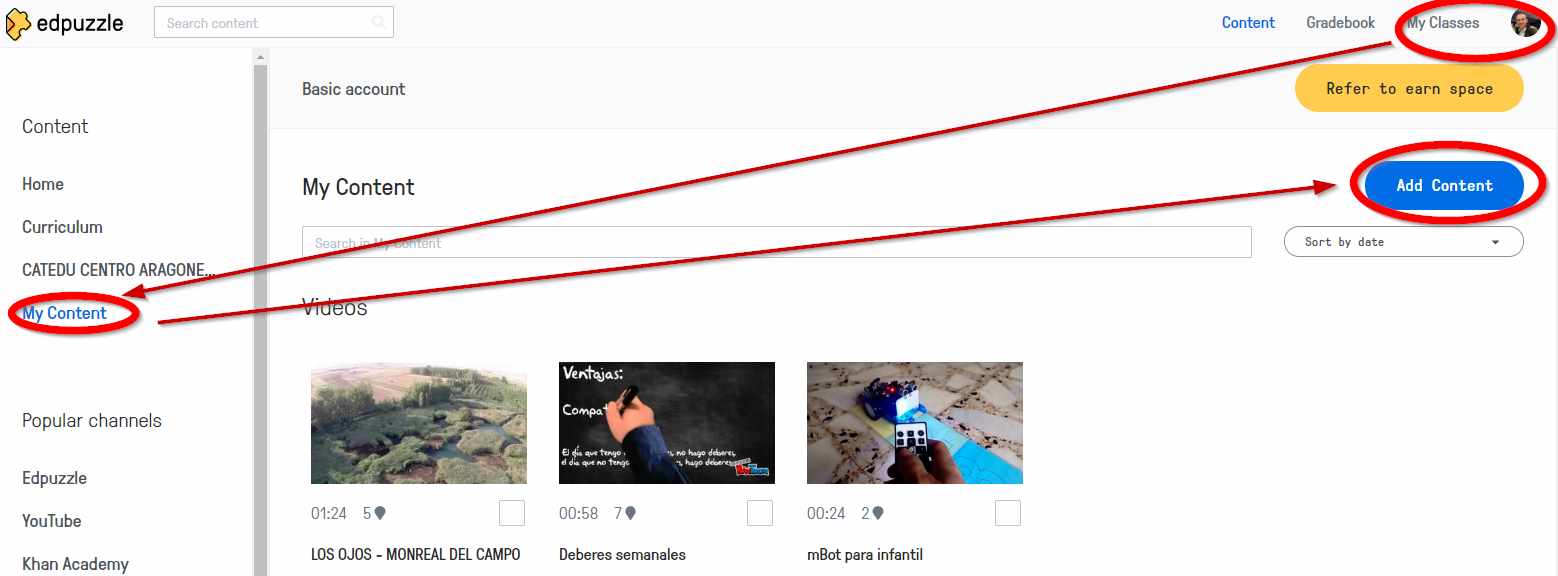 edpuzzle
Search content
Content
Gradebook
My Classes
Basic account
Refer to earn space
Content
Home
Curriculum
CATEDU CENTRO ARAGONE...
My Content
Popular channels
Edpuzzle
YouTube
Khan Academy
My Content
Add Content
Search in My Content
Sort by date
Videos
Ventajas:
Compat
El día que tengo es, no hago deberes,
el día que no tengo es, hago deberes
01:24 5
00:58 7
00:24 2
LOS OJOS - MONREAL DEL CAMPO
Deberes semanales
mBot para infantil